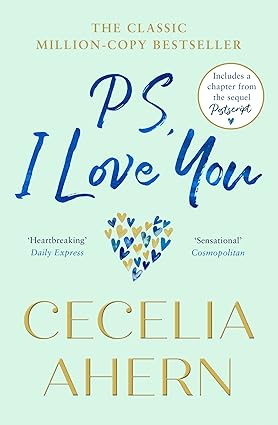 THE CLASSIC
MILLION-COPY BESTSELLER
Includes a
chapter from
the sequel
Postscript
PS,
I Love You
‘Heartbreaking’
Daily Express
‘Sensational’
Cosmopolitan
CECELIA
AHERN